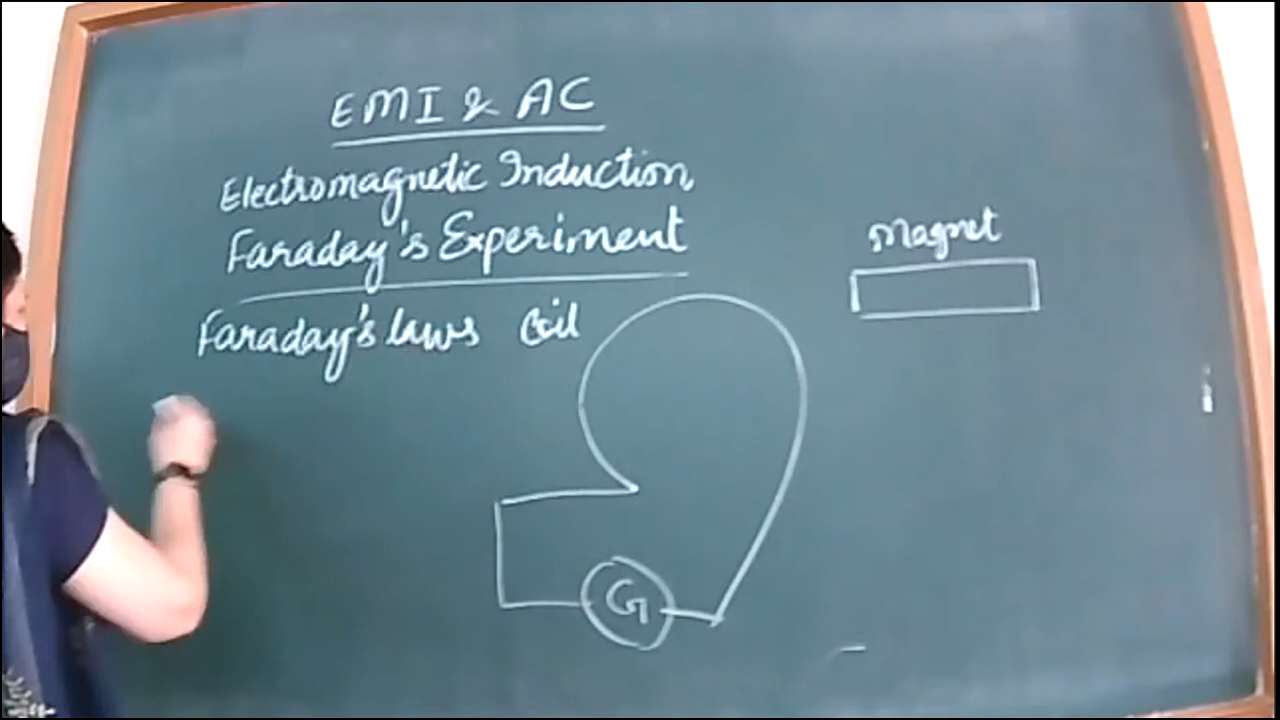 EMI & AC
Electromagnetic Induction,
Faraday's Experiment
Magnet
Faraday's laws
Coil
G